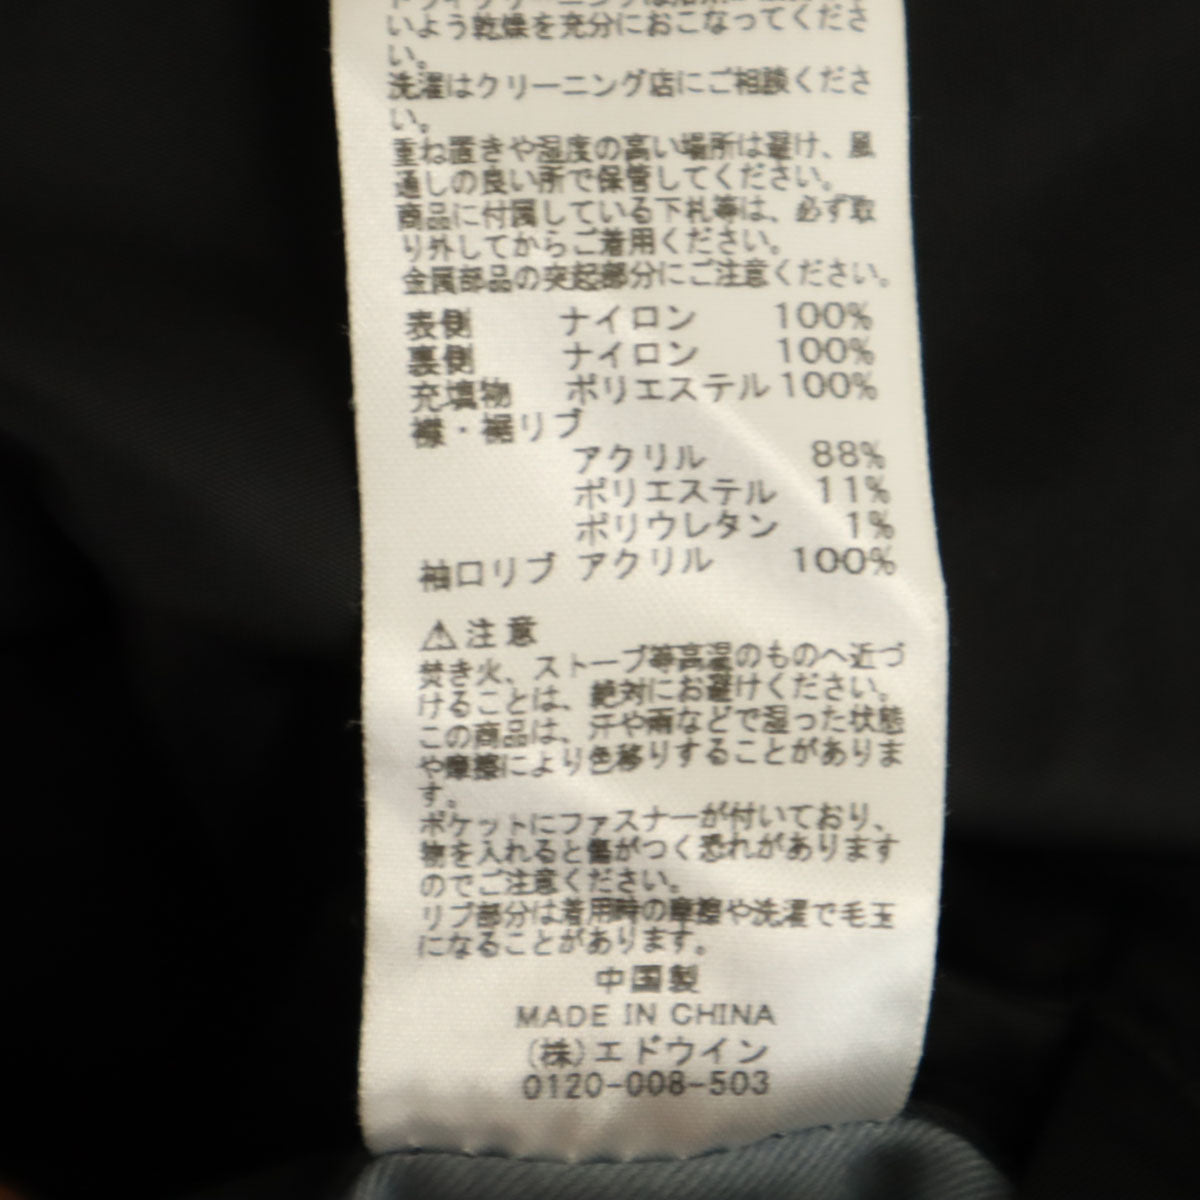 いよう乾燥を充分におこなってくださ
い。
洗濯はクリーニング店にご相談くださ
い。
重ね置きや湿度の高い場所は避け、風
通しの良い所で保管してください。
商品に付属している下札等は、必ず取
り外してからご着用ください。
金属部品の突起部分にご注意ください。
表側 ナイロン 100%
裏側 ナイロン 100%
充填物 ポリエステル 100%
襟・裾リブ
アクリル 88%
ポリエステル 11%
ポリウレタン 1%
袖口リブ アクリル 100%
⚠注意
焚き火、ストーブ等高温のものへ近づ
けることは、絶対にお避けください。
この商品は、汗や雨などで湿った状態
や摩擦により色移りすることがありま
す。
ポケットにファスナーが付いており、
物を入れると傷がつく恐れがあります
のでご注意ください。
リブ部分は着用時の摩擦や洗濯で毛玉
になることがあります。
中国製
MADE IN CHINA
(株)エドウイン
0120-008-503